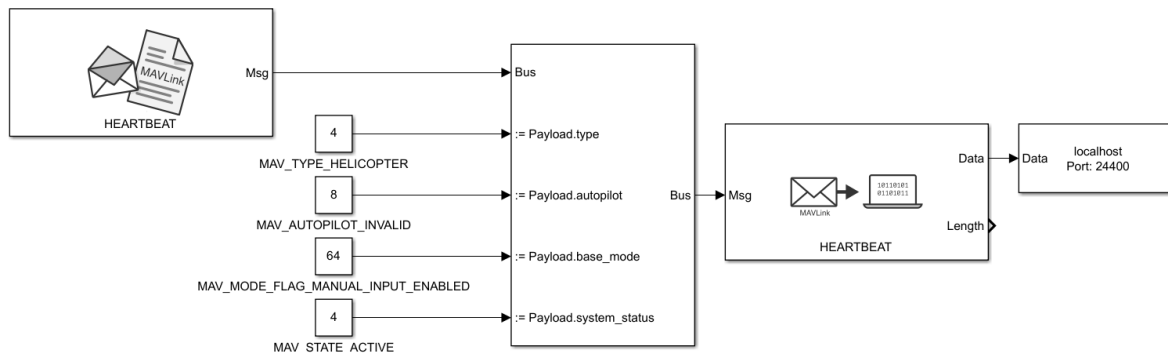 MAVLink
Msg
HEARTBEAT
4
MAV_TYPE_HELICOPTER
8
MAV_AUTOPILOT_INVALID
64
MAV_MODE_FLAG_MANUAL_INPUT_ENABLED
4
MAV_STATE_ACTIVE
Bus
:= Payload.type
:= Payload.autopilot
:= Payload.base_mode
:= Payload.system_status
Bus
Msg
MAVLink
10110101
01101011
HEARTBEAT
Data
Length
Data
localhost
Port: 24400